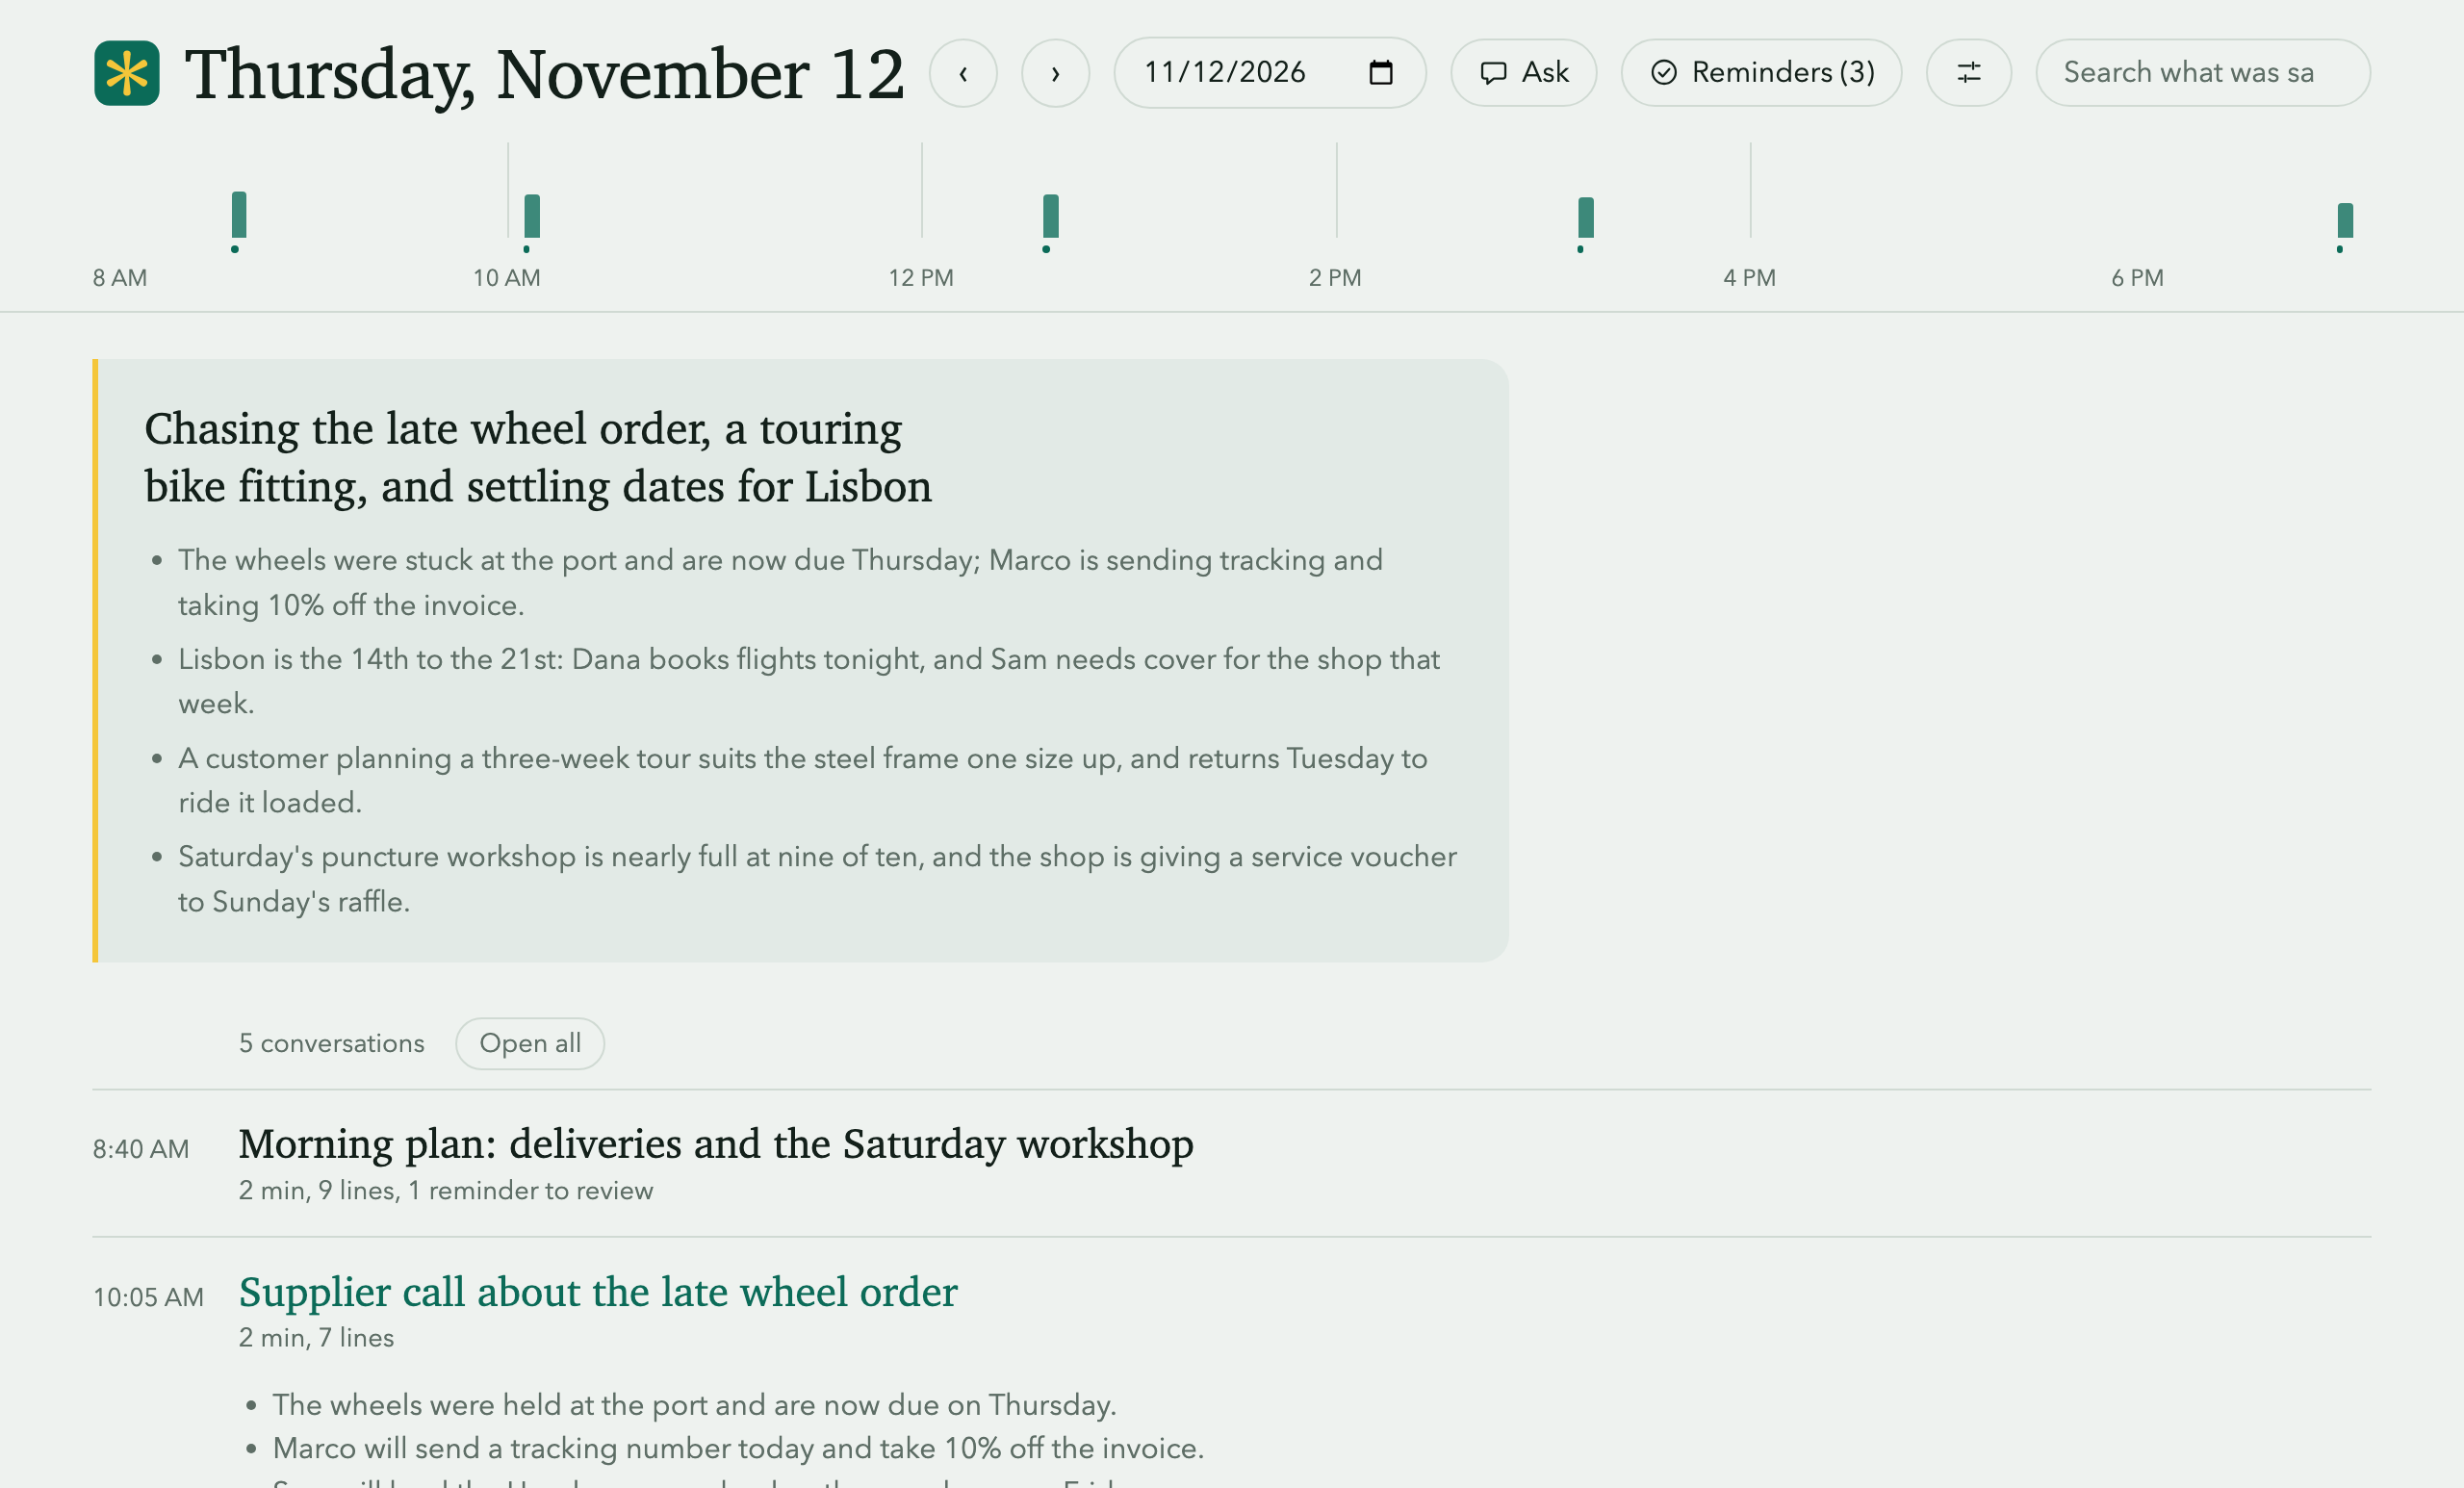 Thursday, November 12
11/12/2026
Ask
Reminders (3)
Search what was sa
8 AM
10 AM
12 PM
2 PM
4 PM
6 PM
Chasing the late wheel order, a touring
bike fitting, and settling dates for Lisbon
The wheels were stuck at the port and are now due Thursday; Marco is sending tracking and
taking 10% off the invoice.
Lisbon is the 14th to the 21st: Dana books flights tonight, and Sam needs cover for the shop that
week.
A customer planning a three-week tour suits the steel frame one size up, and returns Tuesday to
ride it loaded.
Saturday's puncture workshop is nearly full at nine of ten, and the shop is giving a service voucher
to Sunday's raffle.
5 conversations
Open all
8:40 AM
Morning plan: deliveries and the Saturday workshop
2 min, 9 lines, 1 reminder to review
10:05 AM
Supplier call about the late wheel order
2 min, 7 lines
The wheels were held at the port and are now due on Thursday.
Marco will send a tracking number today and take 10% off the invoice.